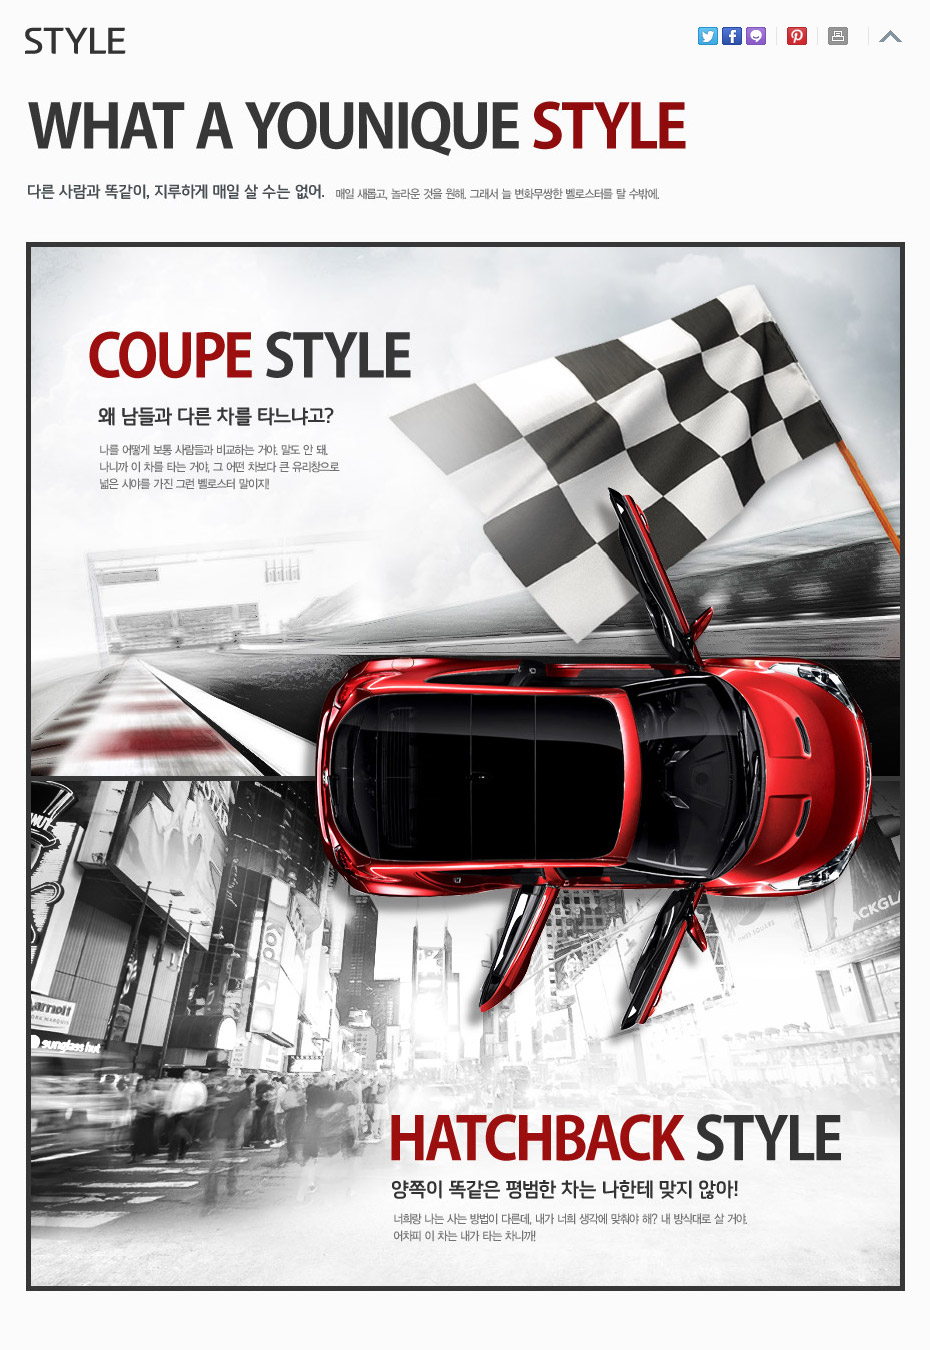 STYLE
WHAT A YOUNIQUE STYLE
다른 사람과 똑같이, 지루하게 매일 살 수는 없어. 매일 새롭고, 놀라운 것을 원해. 그래서 늘 변화무쌍한 벨로스터를 탈 수밖에.
COUPE STYLE
왜 남들과 다른 차를 타느냐고?
나를 어떻게 보통 사람들과 비교하는 거야. 말도 안 돼.
나니까 이 차를 타는 거야, 그 어떤 차보다 큰 유리창으로
넓은 시야를 가진 그런 벨로스터 말이지!
ACKGLA
TIMES SQUARE
Marriott
sunglass hut
HATCHBACK STYLE
양쪽이 똑같은 평범한 차는 나한테 맞지 않아!
너희랑 나는 사는 방법이 다른데, 내가 너희 생각에 맞춰야 해? 내 방식대로 살 거야.
어차피 이 차는 내가 타는 차니까!